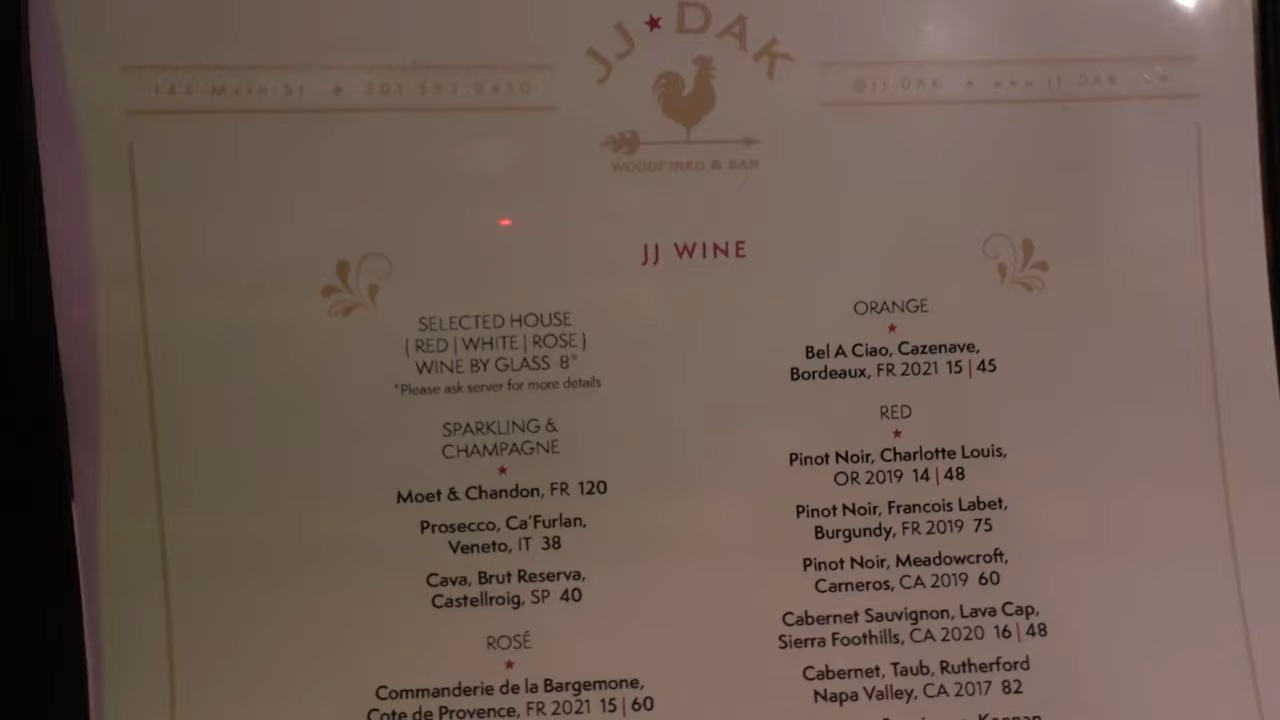 JJ ★ DAK
144 Main St
WOODFIRED & BAR
JJ WINE
SELECTED HOUSE
( RED | WHITE | ROSE )
WINE BY GLASS 8*
*Please ask server for more details
SPARKLING &
CHAMPAGNE
★
Moet & Chandon, FR 120
Prosecco, Ca'Furlan,
Veneto, IT 38
Cava, Brut Reserva,
Castellroig, SP 40
ROSÉ
★
Commanderie de la Bargemone,
Cote de Provence, FR 2021 15 | 60
ORANGE
★
Bel A Ciao, Cazenave,
Bordeaux, FR 2021 15 | 45
RED
★
Pinot Noir, Charlotte Louis,
OR 2019 14 | 48
Pinot Noir, Francois Labet,
Burgundy, FR 2019 75
Pinot Noir, Meadowcroft,
Carneros, CA 2019 60
Cabernet Sauvignon, Lava Cap,
Sierra Foothills, CA 2020 16 | 48
Cabernet, Taub, Rutherford
Napa Valley, CA 2017 82